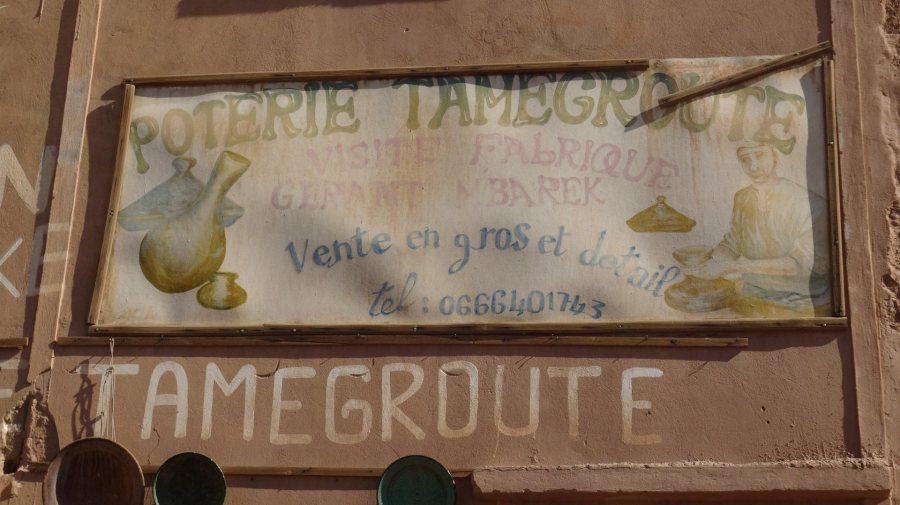 POTERIE TAMEGROUTE
VISITE FABRIQUE
GERANT M'BAREK
Vente en gros et detail
tel : 0666401743
TAMEGROUTE